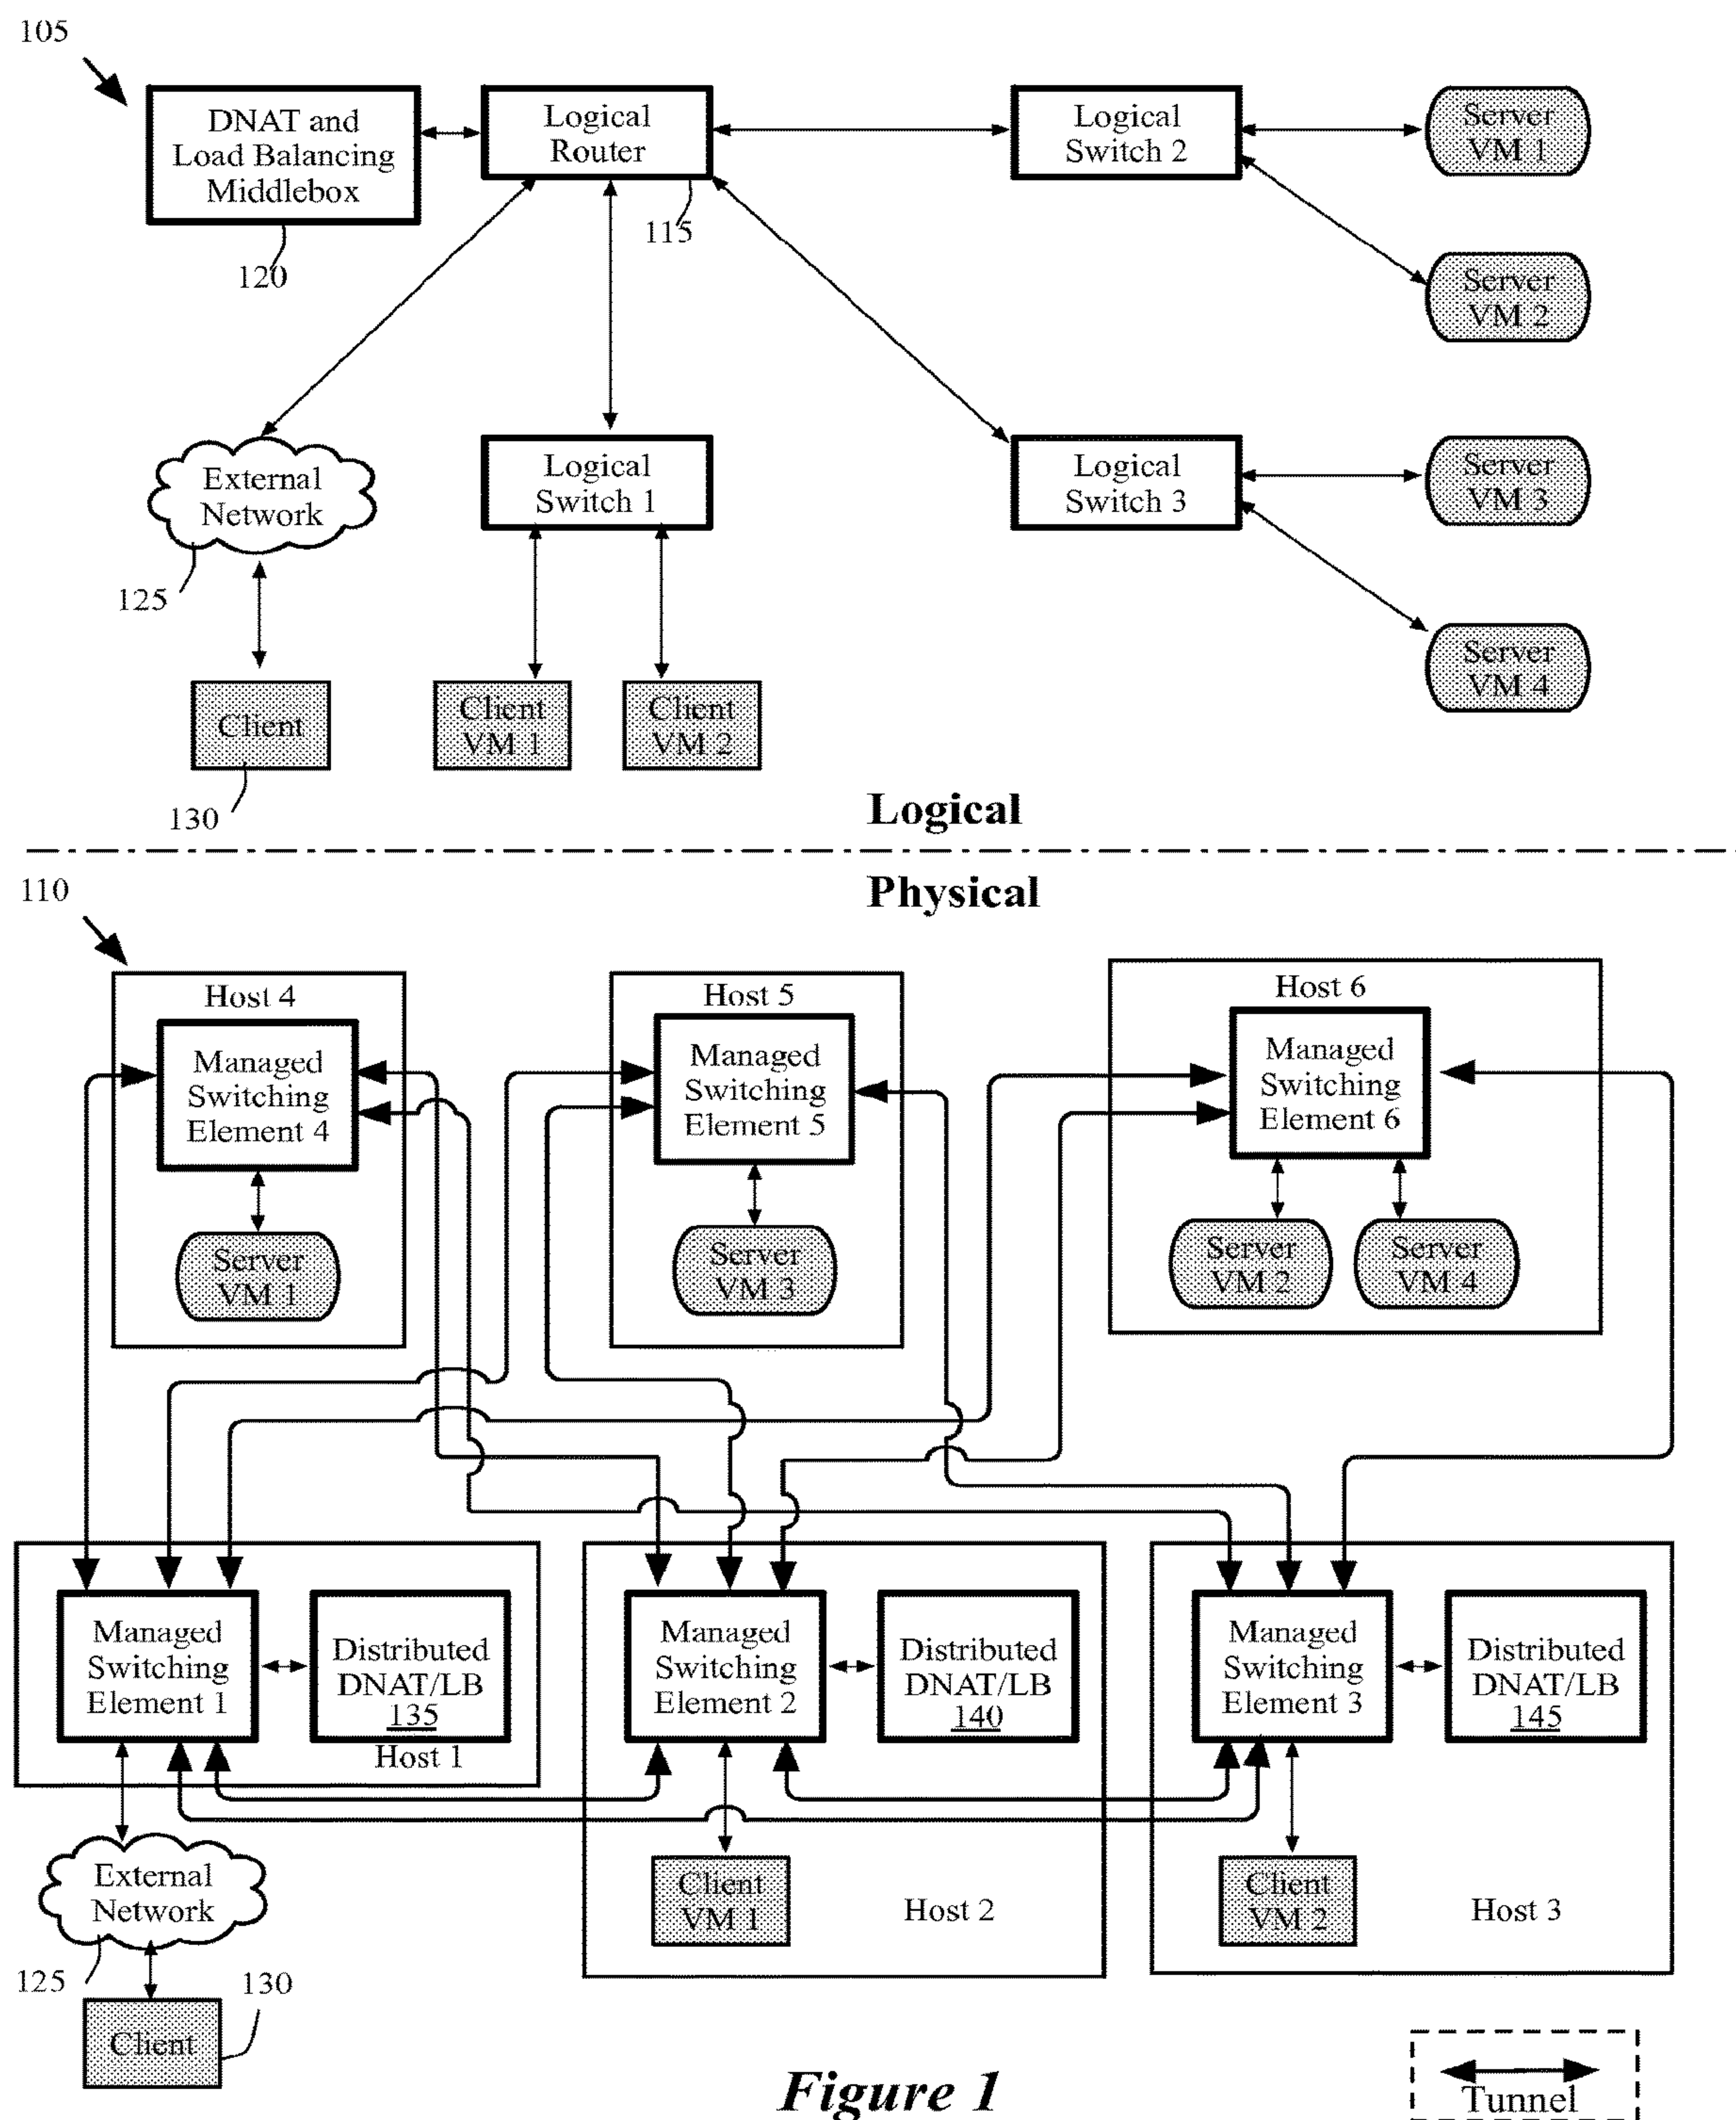 105
DNAT and
Load Balancing
Middlebox
120
Logical
Router
115
Logical
Switch 2
Server
VM 1
Server
VM 2
External
Network
125
Logical
Switch 1
Logical
Switch 3
Server
VM 3
Server
VM 4
Client
130
Client
VM 1
Client
VM 2
Logical
Physical
110
Host 4
Managed
Switching
Element 4
Server
VM 1
Host 5
Managed
Switching
Element 5
Server
VM 3
Host 6
Managed
Switching
Element 6
Server
VM 2
Server
VM 4
Managed
Switching
Element 1
Distributed
DNAT/LB
135
Host 1
Managed
Switching
Element 2
Distributed
DNAT/LB
140
Managed
Switching
Element 3
Distributed
DNAT/LB
145
External
Network
125
Client
130
Client
VM 1
Host 2
Client
VM 2
Host 3
Figure 1
Tunnel